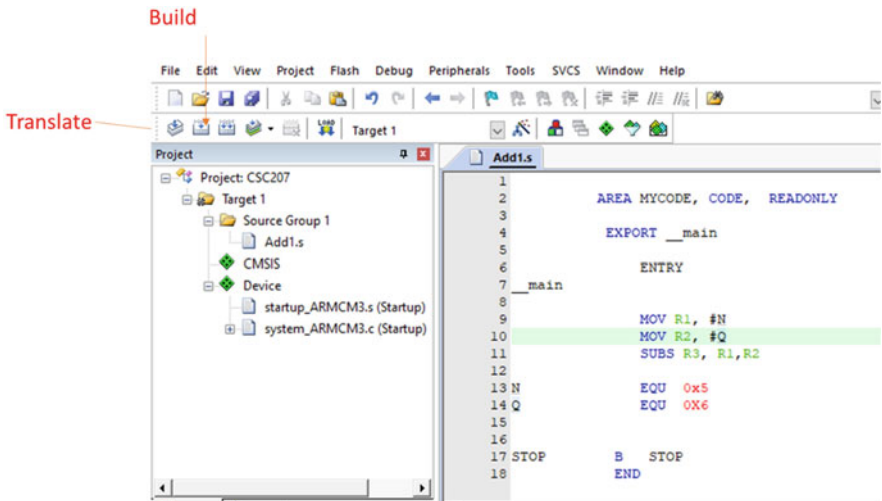 Build
Translate
File Edit View Project Flash Debug Peripherals Tools SVCS Window Help
LOAD
Target 1
Project
Project: CSC207
Target 1
Source Group 1
Add1.s
CMSIS
Device
startup_ARMCM3.s (Startup)
system_ARMCM3.c (Startup)
Add1.s
1
2 AREA MYCODE, CODE, READONLY
3
4 EXPORT __main
5
6 ENTRY
7 __main
8
9 MOV R1, #N
10 MOV R2, #Q
11 SUBS R3, R1,R2
12
13 N EQU 0x5
14 Q EQU 0X6
15
16
17 STOP B STOP
18 END